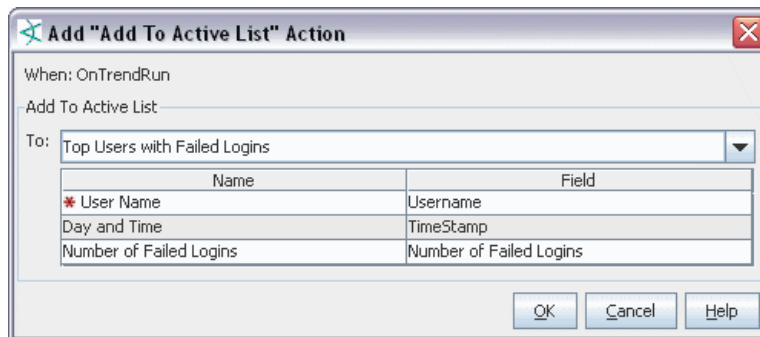 Add "Add To Active List" Action
When: OnTrendRun
Add To Active List
To: Top Users with Failed Logins
Name Field
* User Name Username
Day and Time TimeStamp
Number of Failed Logins Number of Failed Logins
OK Cancel Help